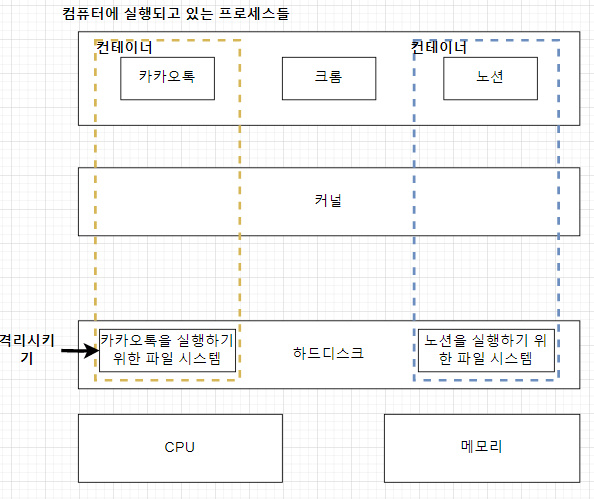 컴퓨터에 실행되고 있는 프로세스들
컨테이너
컨테이너
카카오톡
크롬
노션
커널
격리시키
기
카카오톡을 실행하기
위한 파일 시스템
하드디스크
노션을 실행하기 위
한 파일 시스템
CPU
메모리